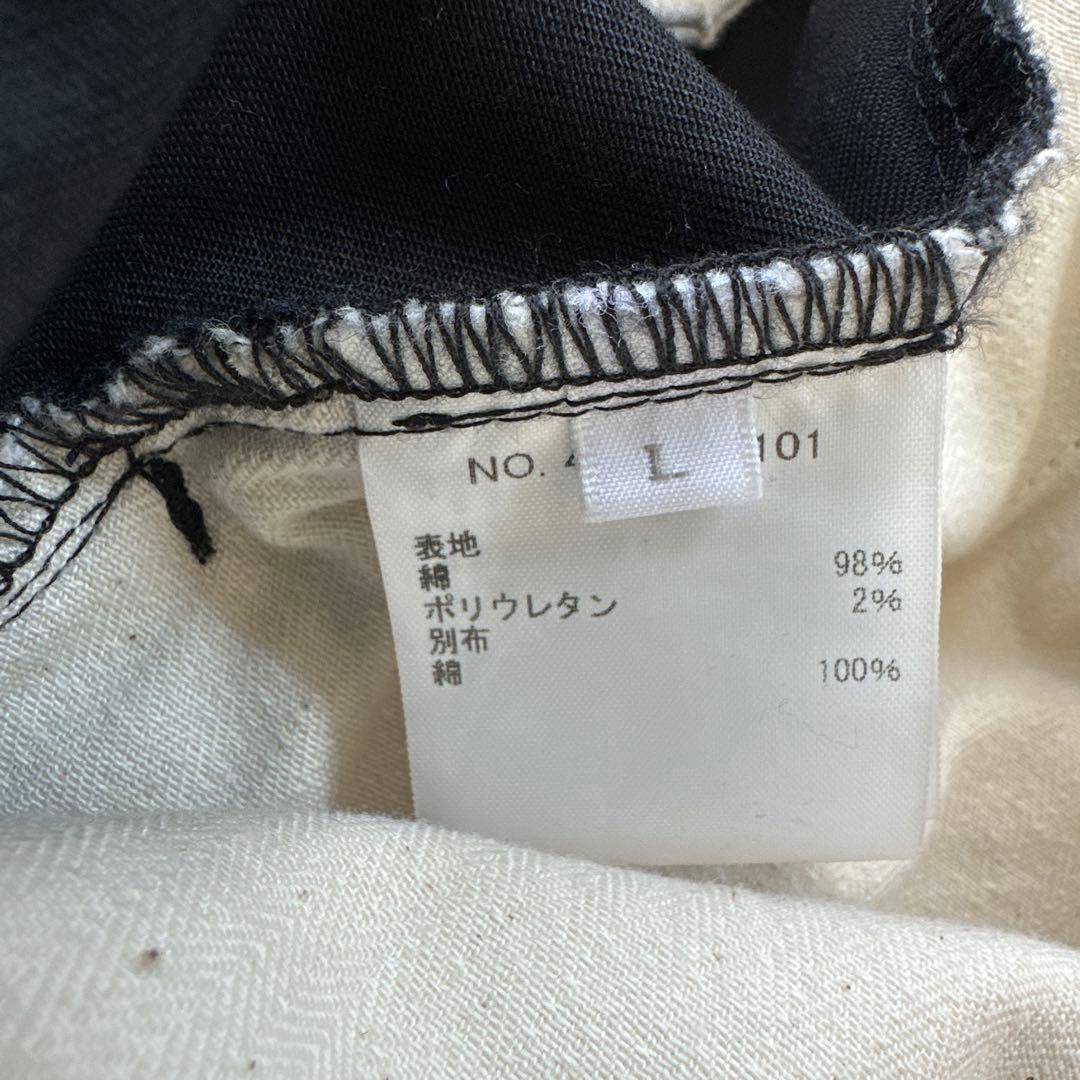 NO. 4 101
L
表地
綿 98%
ポリウレタン 2%
別布
綿 100%